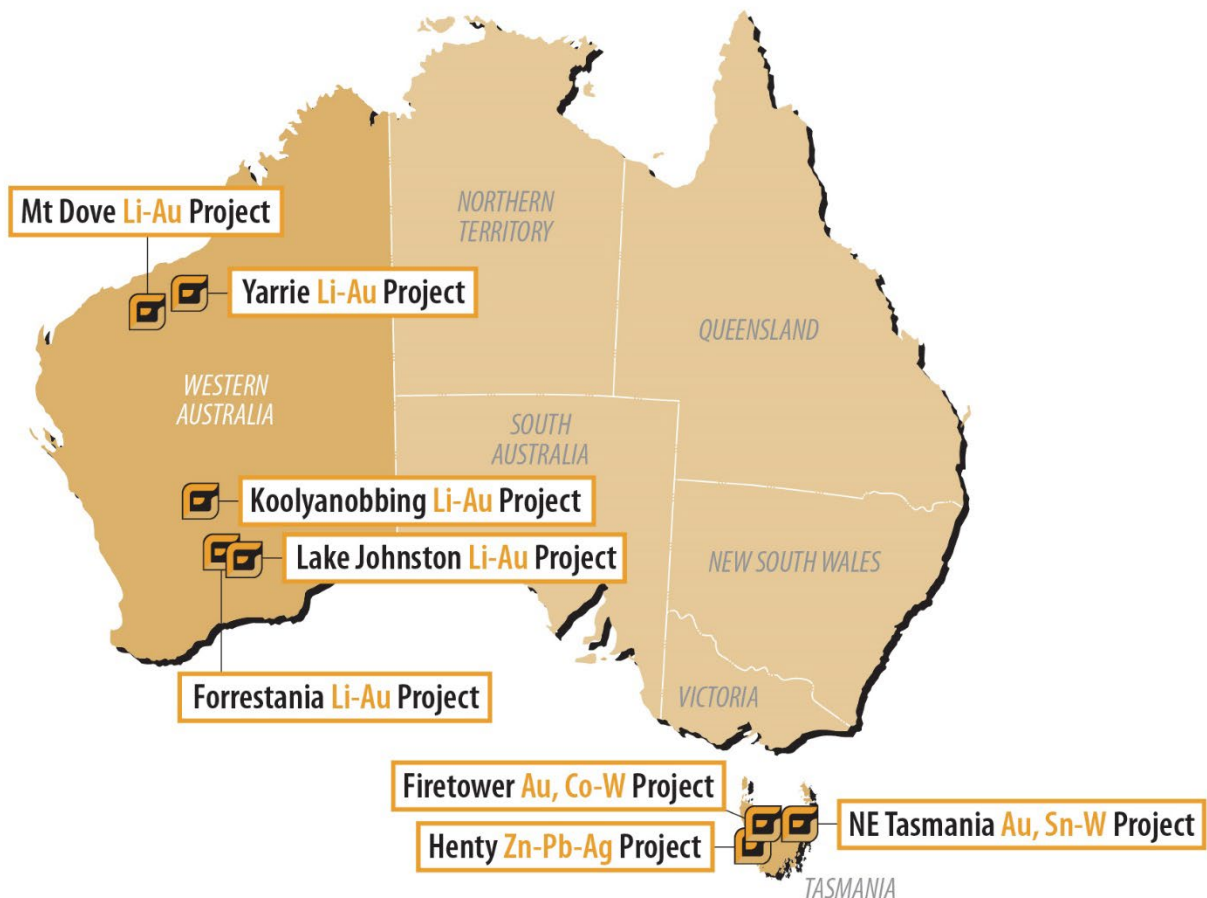 NORTHERN
TERRITORY
Mt Dove Li-Au Project
Yarrie Li-Au Project
QUEENSLAND
WESTERN
AUSTRALIA
SOUTH
AUSTRALIA
Koolyanobbing Li-Au Project
Lake Johnston Li-Au Project
NEW SOUTH WALES
Forrestania Li-Au Project
VICTORIA
Firetower Au, Co-W Project
NE Tasmania Au, Sn-W Project
Henty Zn-Pb-Ag Project
TASMANIA